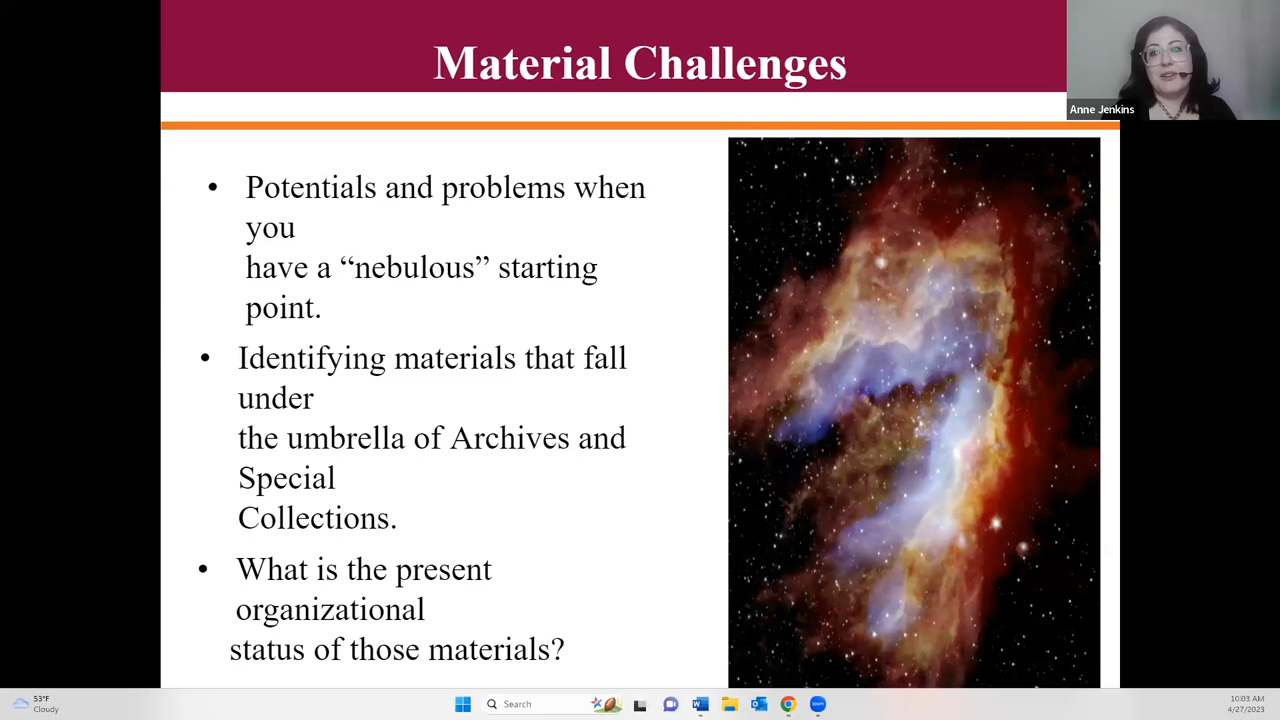 Material Challenges
Anne Jenkins
• Potentials and problems when
you
have a “nebulous” starting
point.
• Identifying materials that fall
under
the umbrella of Archives and
Special
Collections.
• What is the present
organizational
status of those materials?
53°F
Cloudy
Search
zoom
10:03 AM
4/27/2023